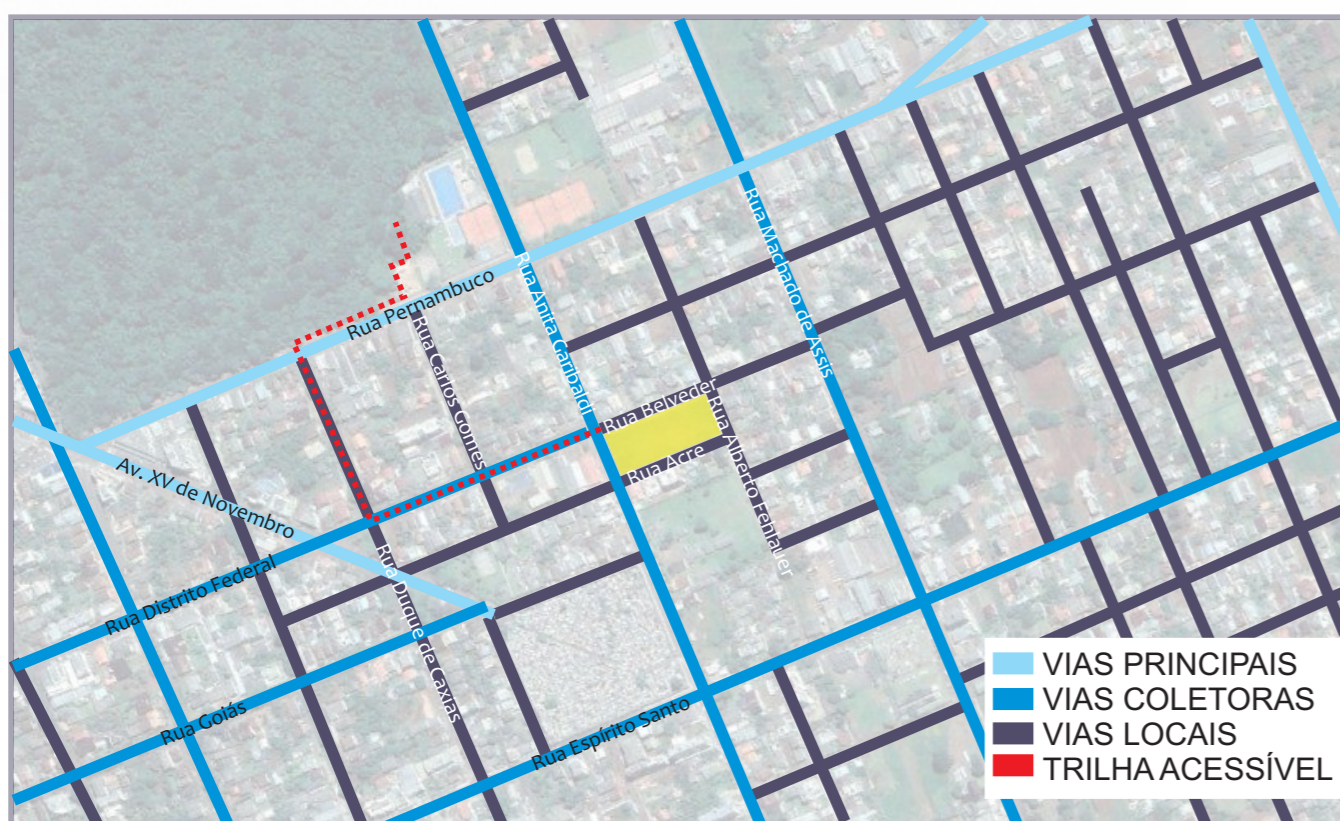 Rua Pernambuco
Rua Anita Garibaldi
Rua Machado de Assis
Rua Carlos Gomes
Rua Belveder
Rua Acre
Rua Alberto Fehlauer
Av. XV de Novembro
Rua Distrito Federal
Rua Duque de Caxias
Rua Goiás
Rua Espírito Santo
VIAS PRINCIPAIS
VIAS COLETORAS
VIAS LOCAIS
TRILHA ACESSÍVEL